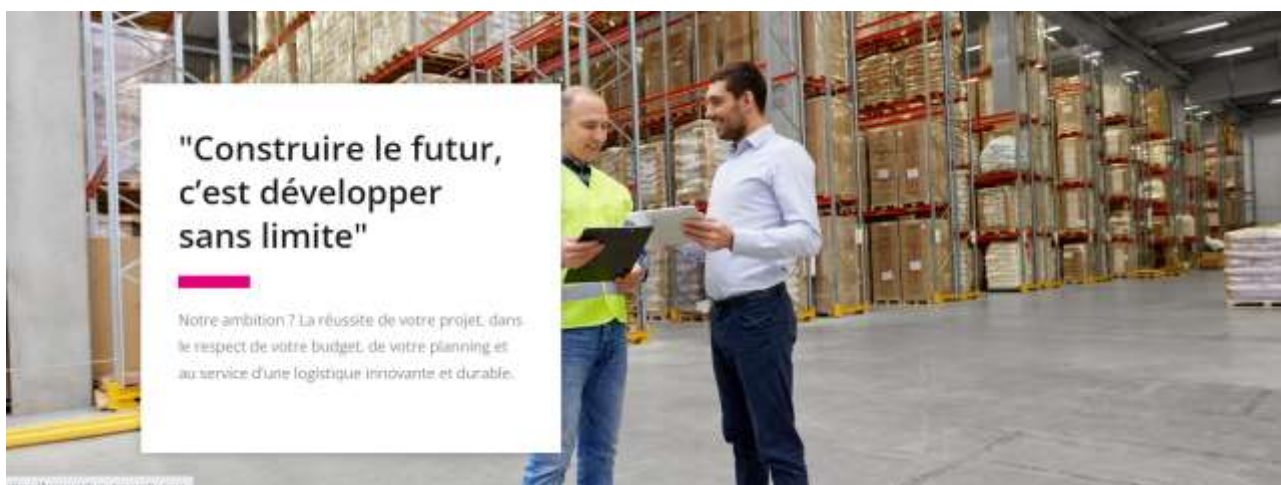 "Construire le futur,
c’est développer
sans limite"
Notre ambition ? La réussite de votre projet, dans
le respect de votre budget, de votre planning et
au service d'une logistique innovante et durable.